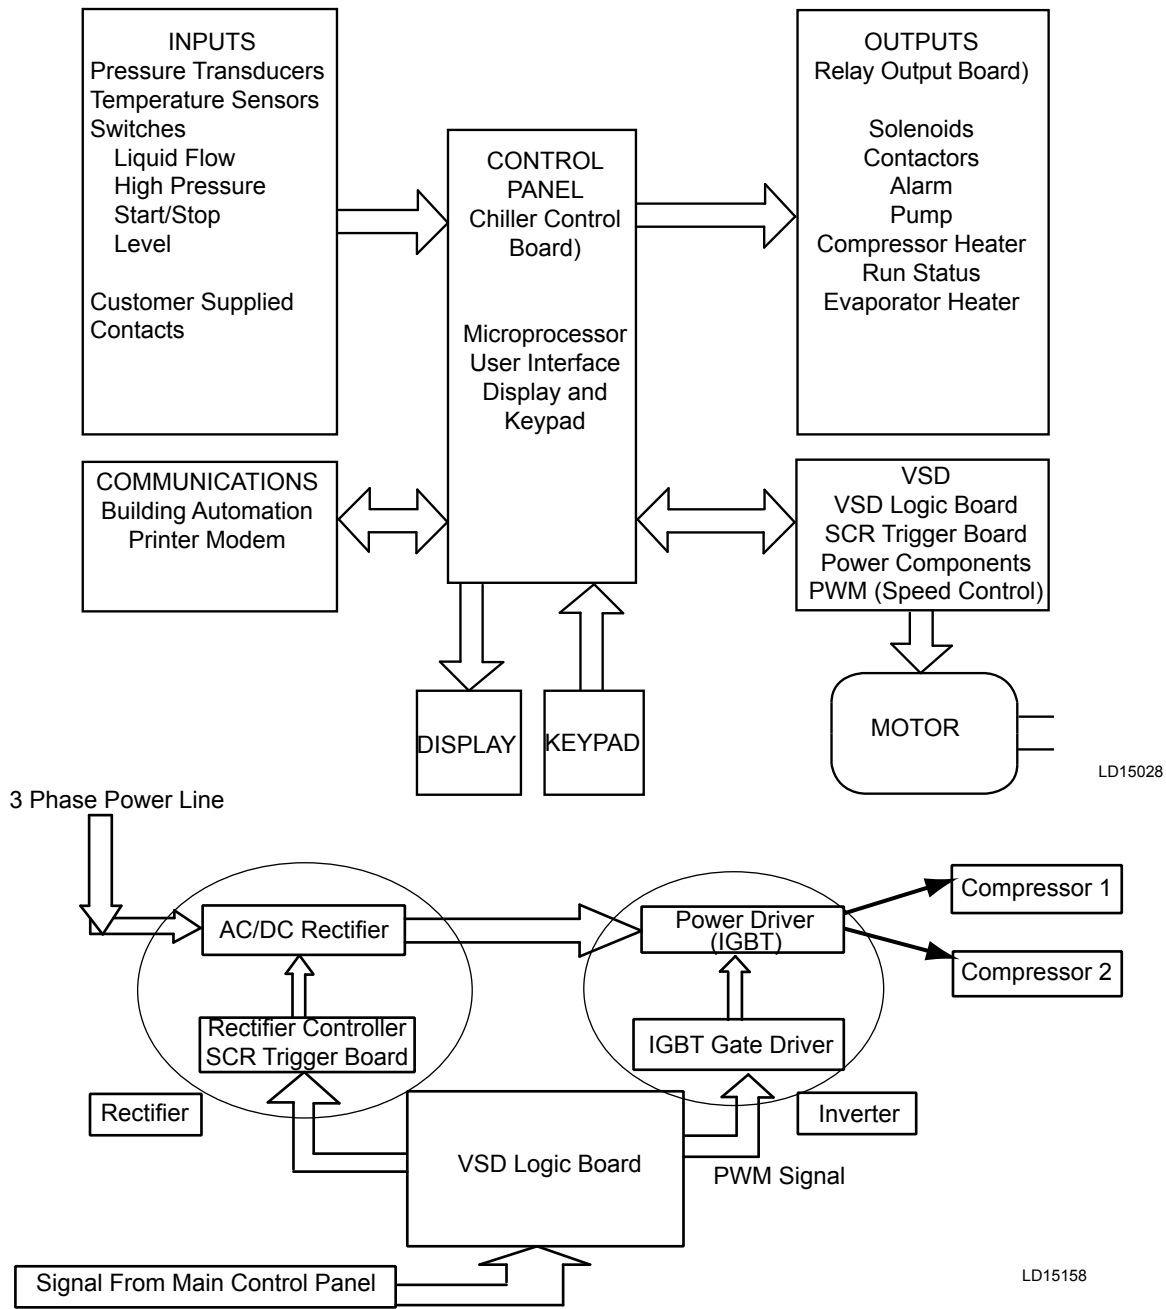 INPUTS
Pressure Transducers
Temperature Sensors
Switches
Liquid Flow
High Pressure
Start/Stop
Level
Customer Supplied
Contacts
CONTROL
PANEL
Chiller Control
Board)
Microprocessor
User Interface
Display and
Keypad
OUTPUTS
Relay Output Board)
Solenoids
Contactors
Alarm
Pump
Compressor Heater
Run Status
Evaporator Heater
COMMUNICATIONS
Building Automation
Printer Modem
VSD
VSD Logic Board
SCR Trigger Board
Power Components
PWM (Speed Control)
DISPLAY
KEYPAD
MOTOR
LD15028
3 Phase Power Line
AC/DC Rectifier
Power Driver
(IGBT)
Compressor 1
Compressor 2
Rectifier Controller
SCR Trigger Board
IGBT Gate Driver
Rectifier
Inverter
VSD Logic Board
PWM Signal
Signal From Main Control Panel
LD15158